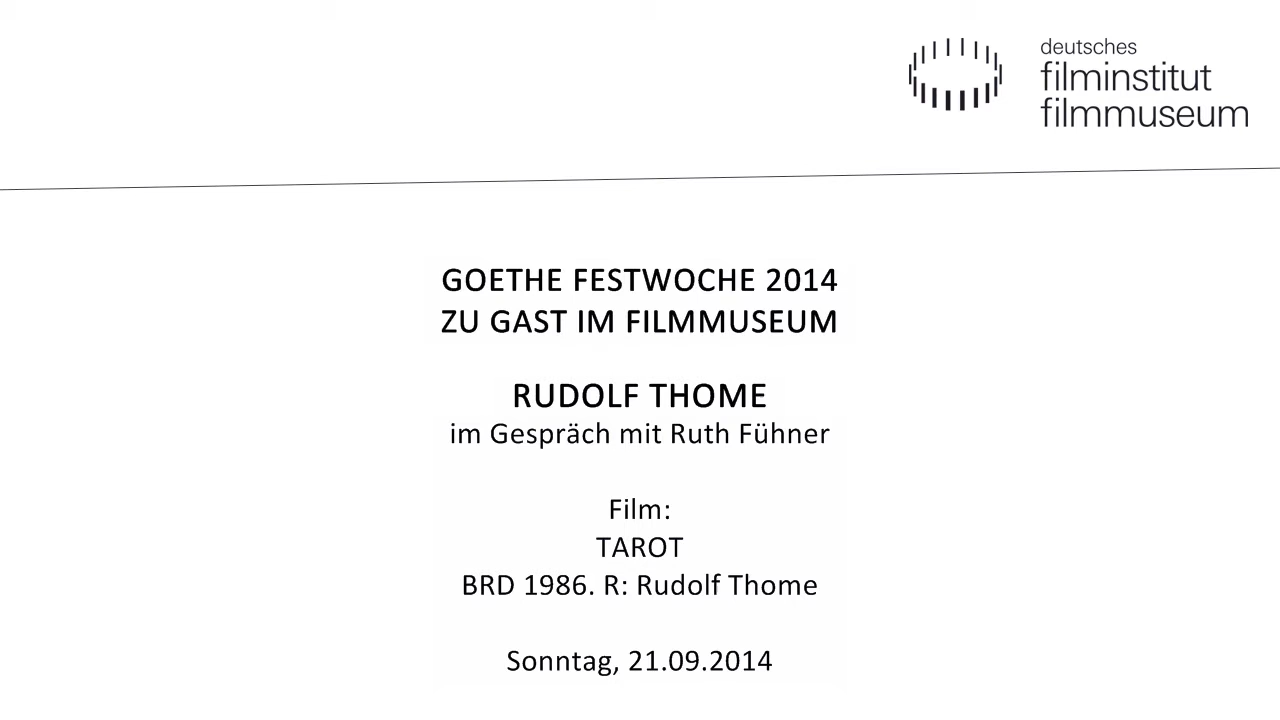 deutsches
filminstitut
filmmuseum
GOETHE FESTWOCHE 2014
ZU GAST IM FILMMUSEUM
RUDOLF THOME
im Gespräch mit Ruth Fühner
Film:
TAROT
BRD 1986. R: Rudolf Thome
Sonntag, 21.09.2014